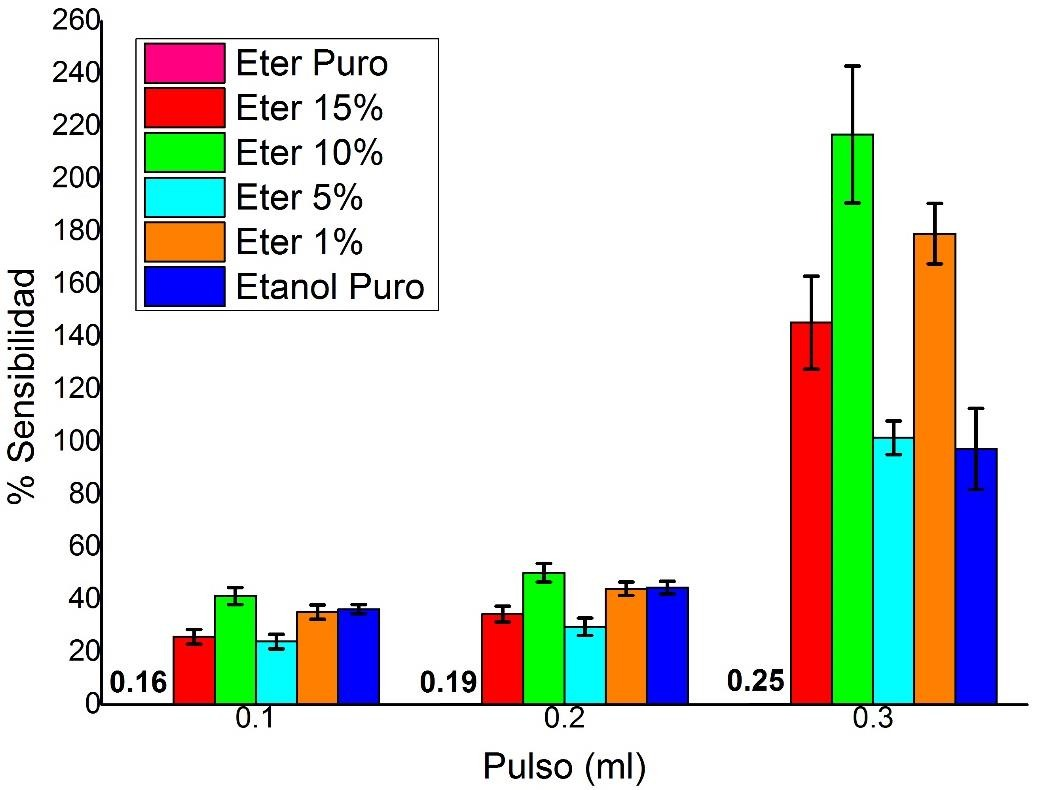 260
240
220
200
180
160
140
120
100
80
60
40
20
0
% Sensibilidad
Eter Puro
Eter 15%
Eter 10%
Eter 5%
Eter 1%
Etanol Puro
0.16
0.19
0.25
0.1
0.2
0.3
Pulso (ml)